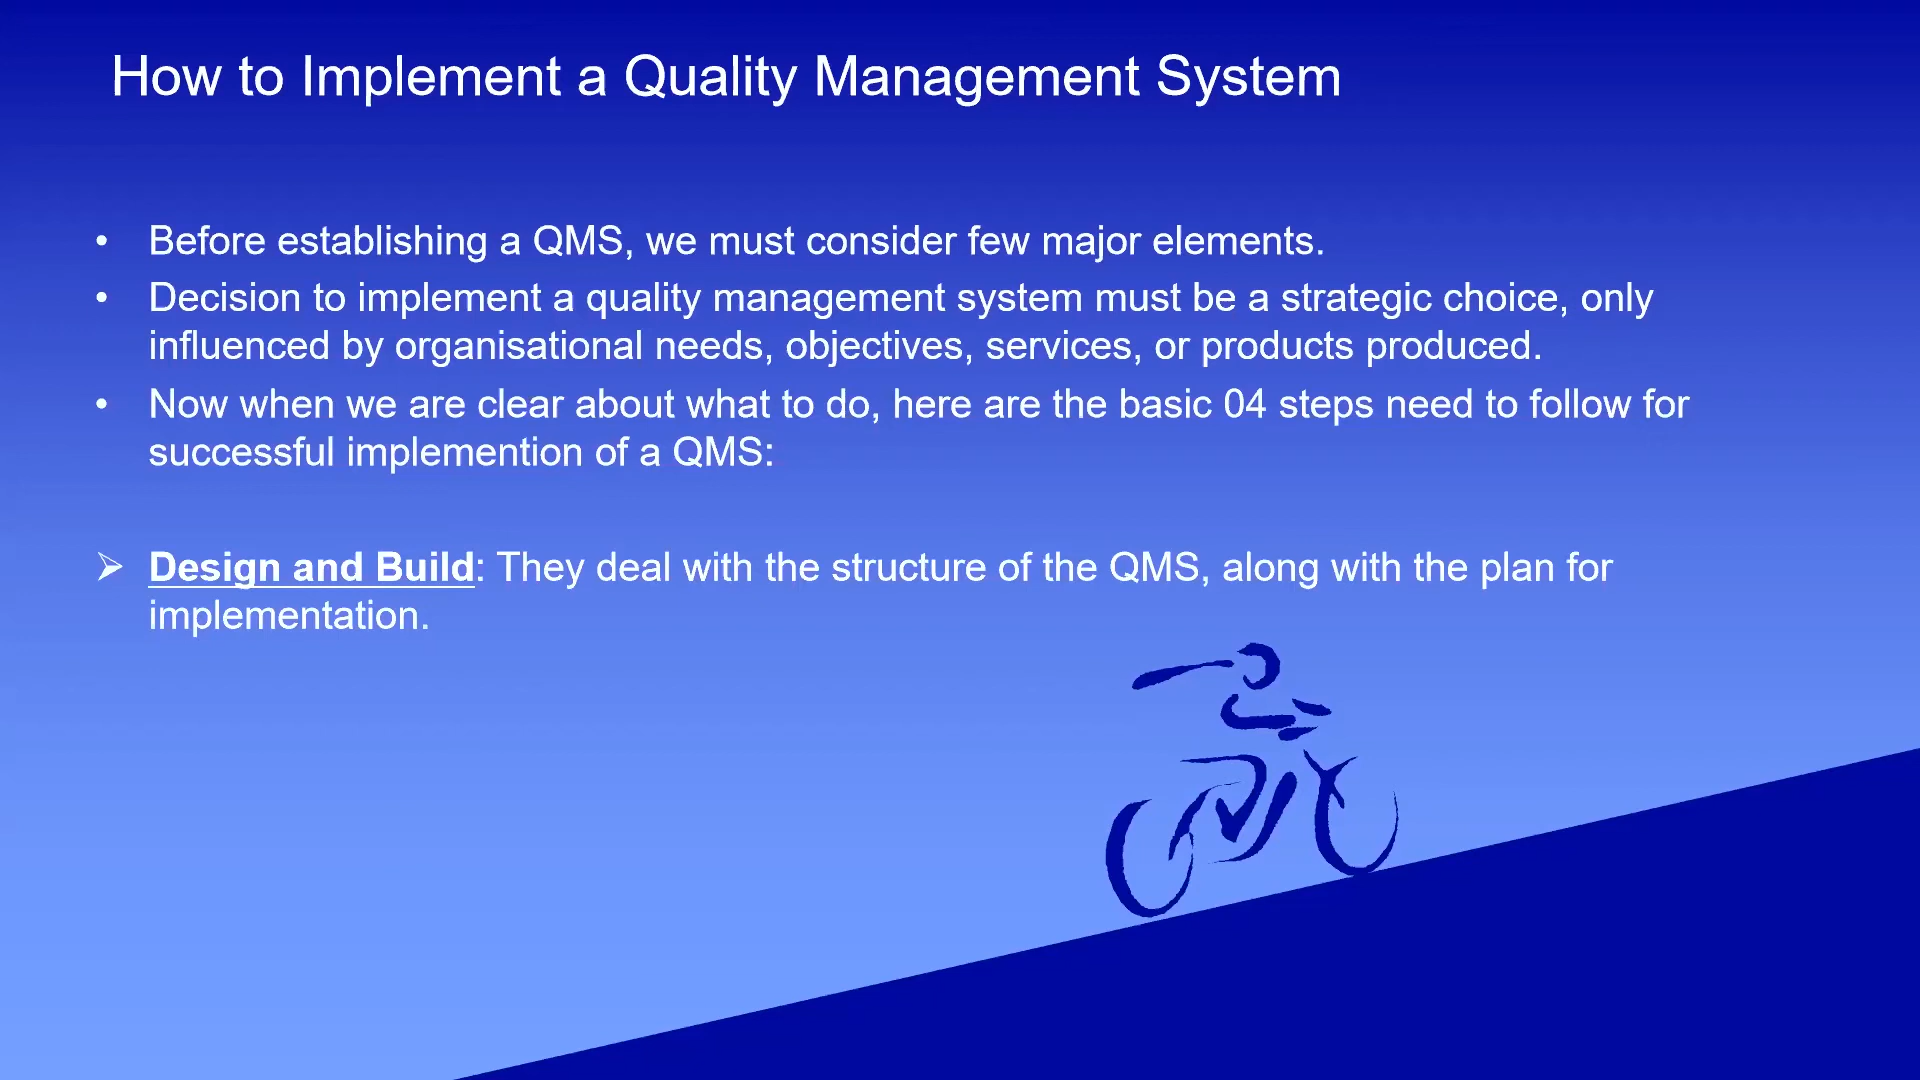 How to Implement a Quality Management System
• Before establishing a QMS, we must consider few major elements.
• Decision to implement a quality management system must be a strategic choice, only
influenced by organisational needs, objectives, services, or products produced.
• Now when we are clear about what to do, here are the basic 04 steps need to follow for
successful implemention of a QMS:
➢ Design and Build: They deal with the structure of the QMS, along with the plan for
implementation.